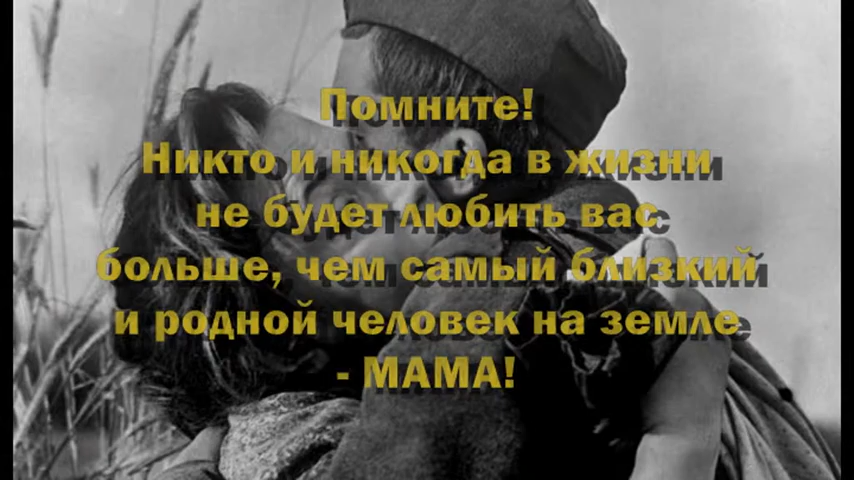 Помните!
Никто и никогда в жизни
не будет любить вас
больше, чем самый близкий
и родной человек на земле
- МАМА!